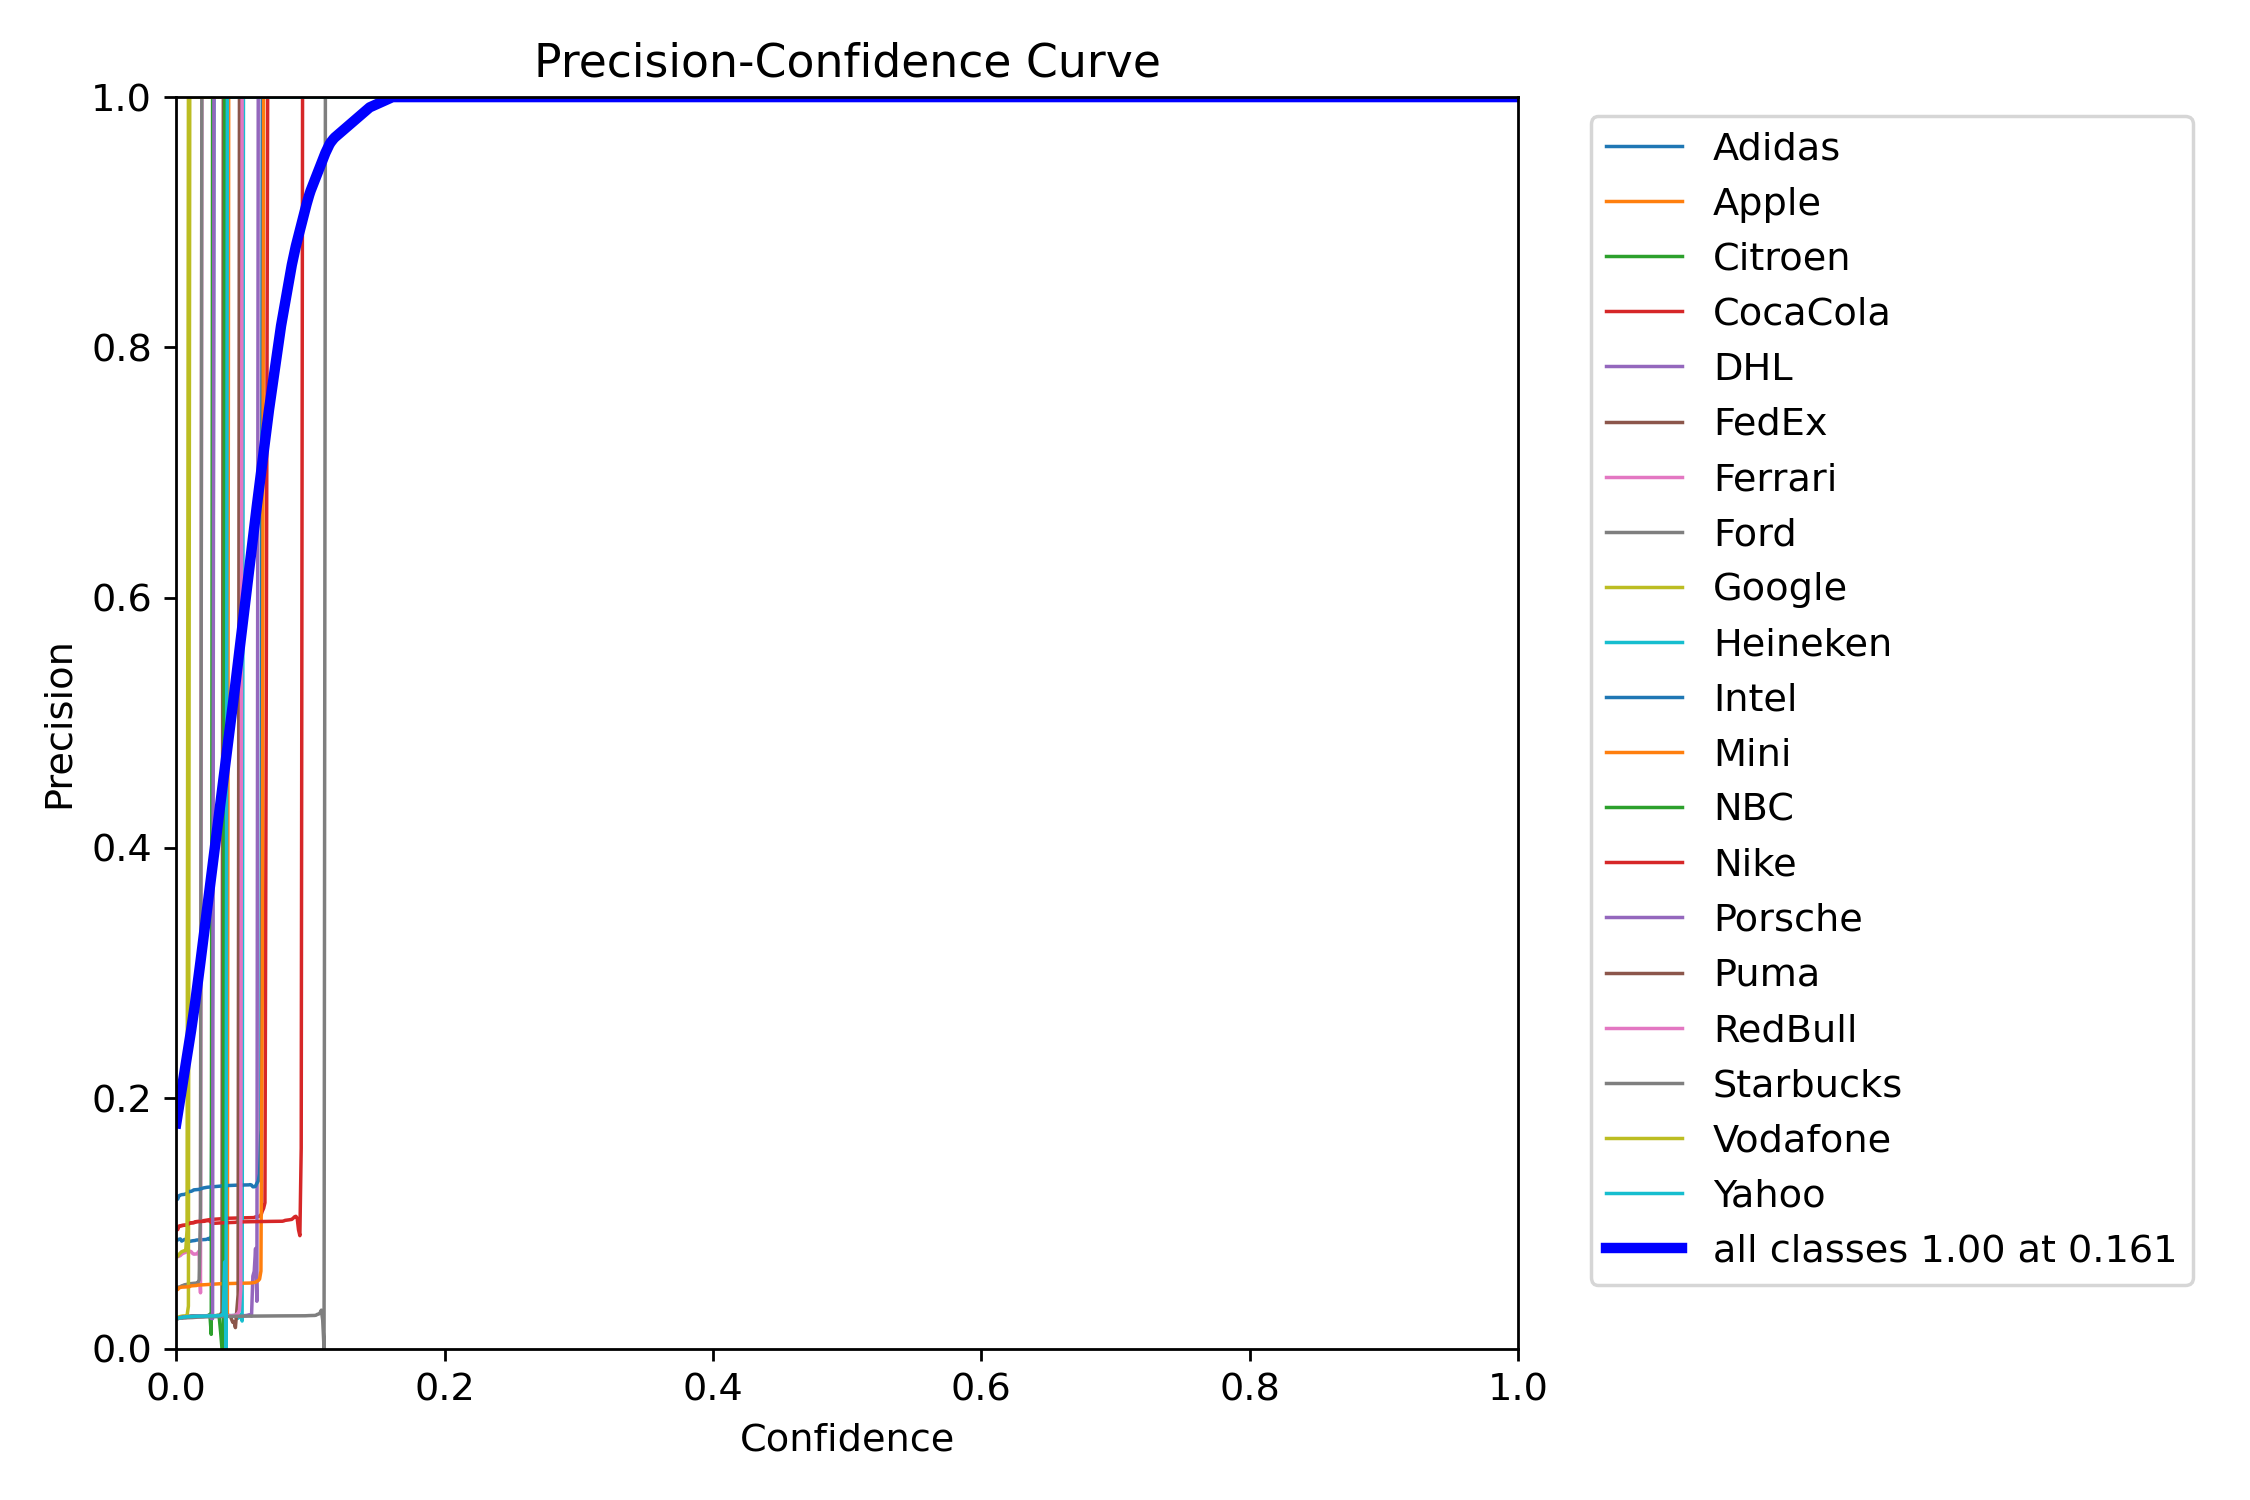 Precision-Confidence Curve
1.0
0.8
0.6
0.4
0.2
0.0
Precision
0.0 0.2 0.4 0.6 0.8 1.0
Confidence
Adidas
Apple
Citroen
CocaCola
DHL
FedEx
Ferrari
Ford
Google
Heineken
Intel
Mini
NBC
Nike
Porsche
Puma
RedBull
Starbucks
Vodafone
Yahoo
all classes 1.00 at 0.161